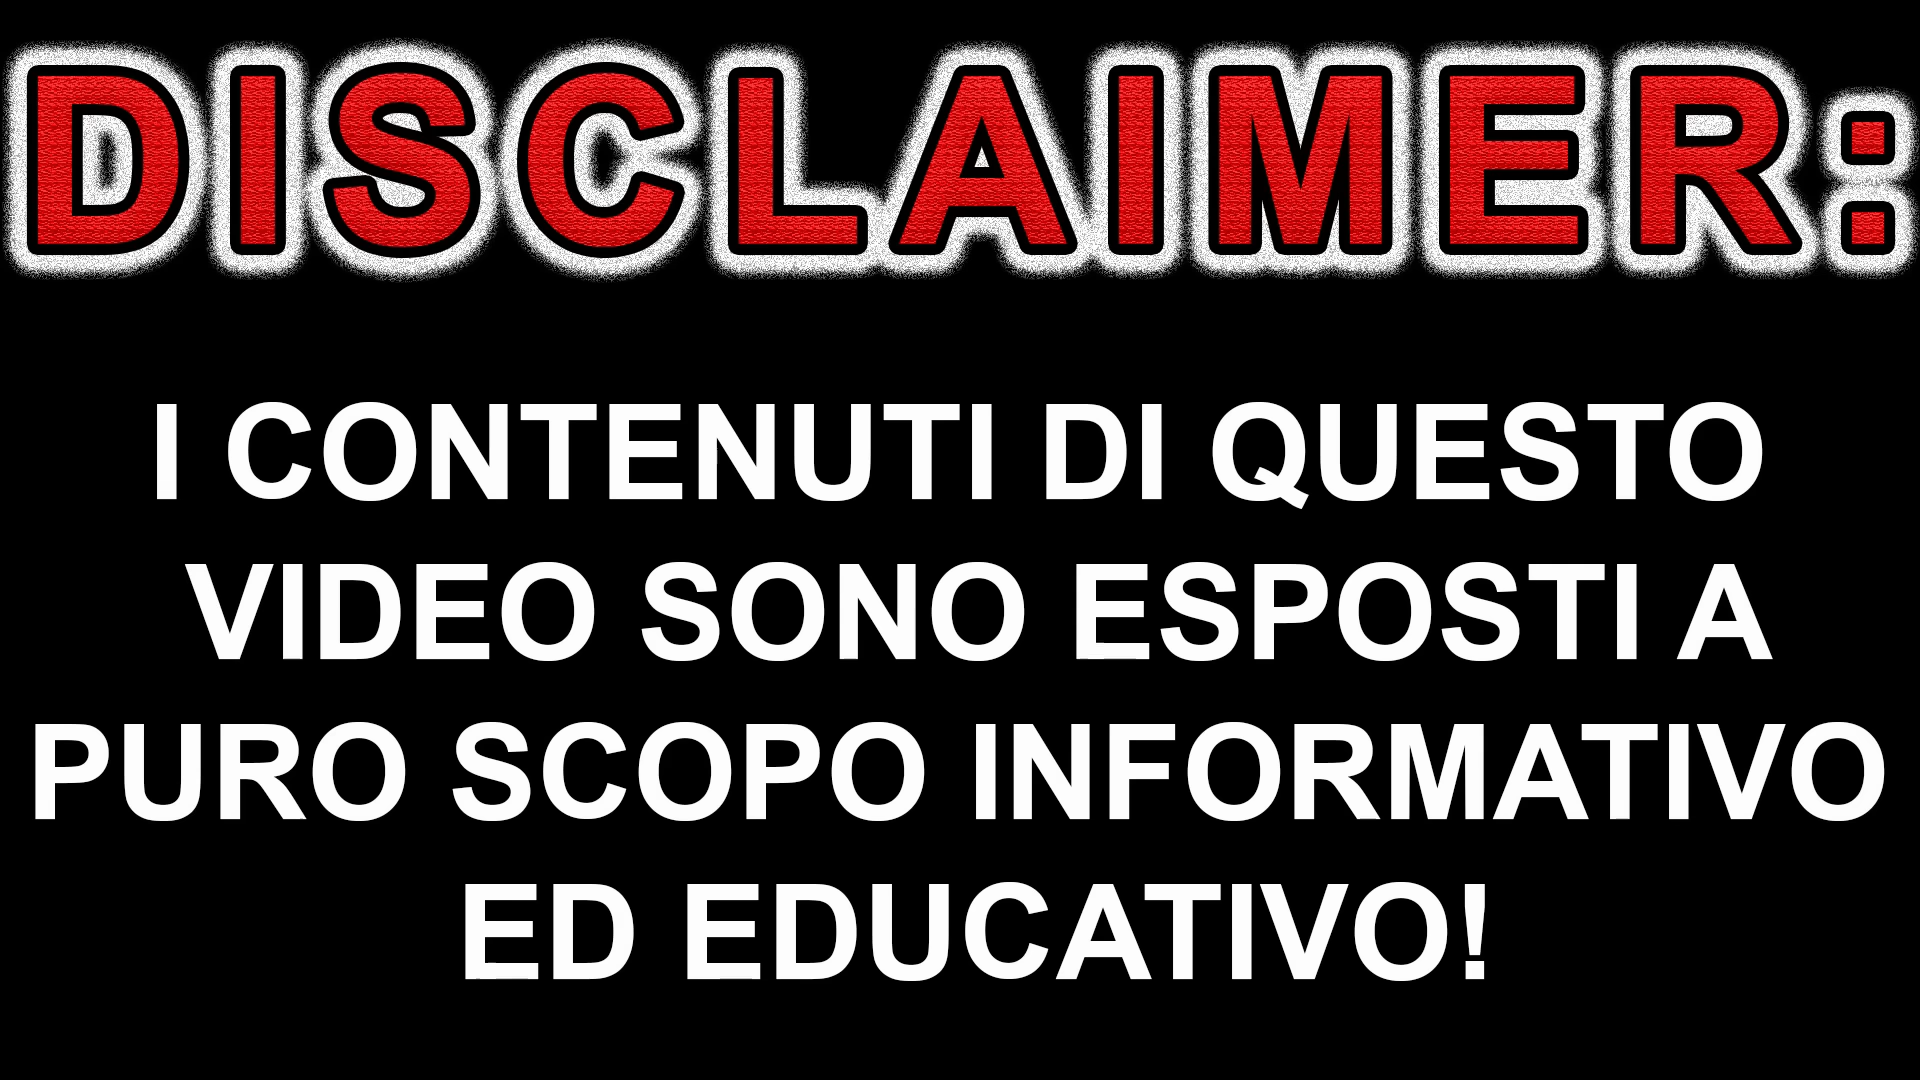 DISCLAIMER:
I CONTENUTI DI QUESTO
VIDEO SONO ESPOSTI A
PURO SCOPO INFORMATIVO
ED EDUCATIVO!